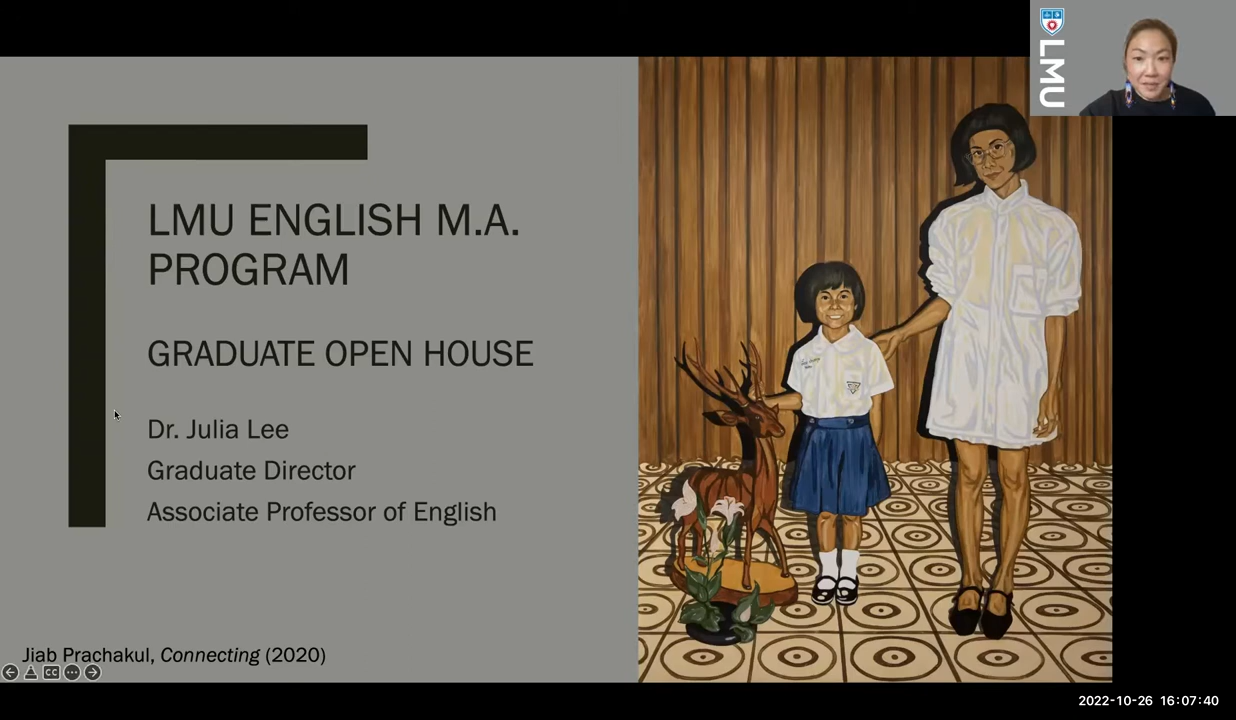 LMU
LMU ENGLISH M.A.
PROGRAM
GRADUATE OPEN HOUSE
Dr. Julia Lee
Graduate Director
Associate Professor of English
Jiab Prachakul, Connecting (2020)
CC
2022-10-26 16:07:40